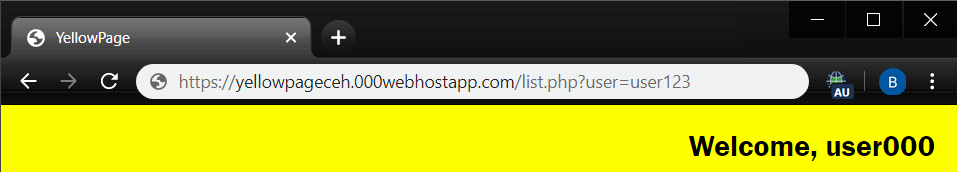 YellowPage
https://yellowpageceh.000webhostapp.com/list.php?user=user123
AU
B
Welcome, user000